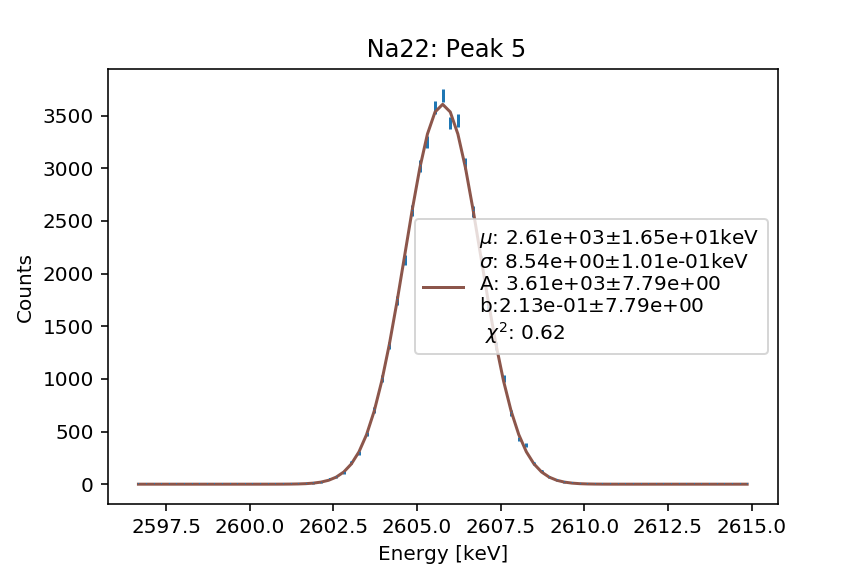 Na22: Peak 5
Counts
3500
3000
2500
2000
1500
1000
500
0
μ: 2.61e+03±1.65e+01keV
σ: 8.54e+00±1.01e-01keV
A: 3.61e+03±7.79e+00
b:2.13e-01±7.79e+00
χ²: 0.62
2597.5 2600.0 2602.5 2605.0 2607.5 2610.0 2612.5 2615.0
Energy [keV]